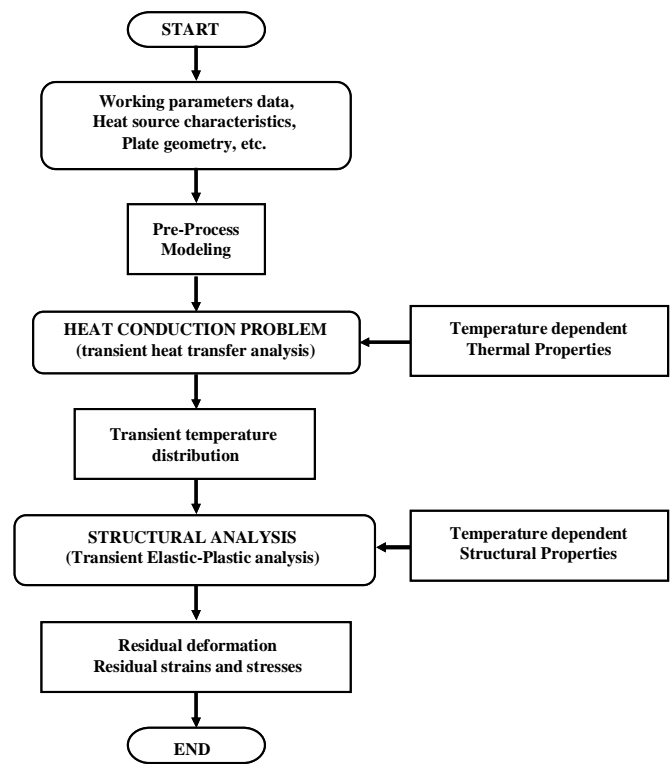 START
Working parameters data,
Heat source characteristics,
Plate geometry, etc.
Pre-Process
Modeling
HEAT CONDUCTION PROBLEM
(transient heat transfer analysis)
Temperature dependent
Thermal Properties
Transient temperature
distribution
STRUCTURAL ANALYSIS
(Transient Elastic-Plastic analysis)
Temperature dependent
Structural Properties
Residual deformation
Residual strains and stresses
END